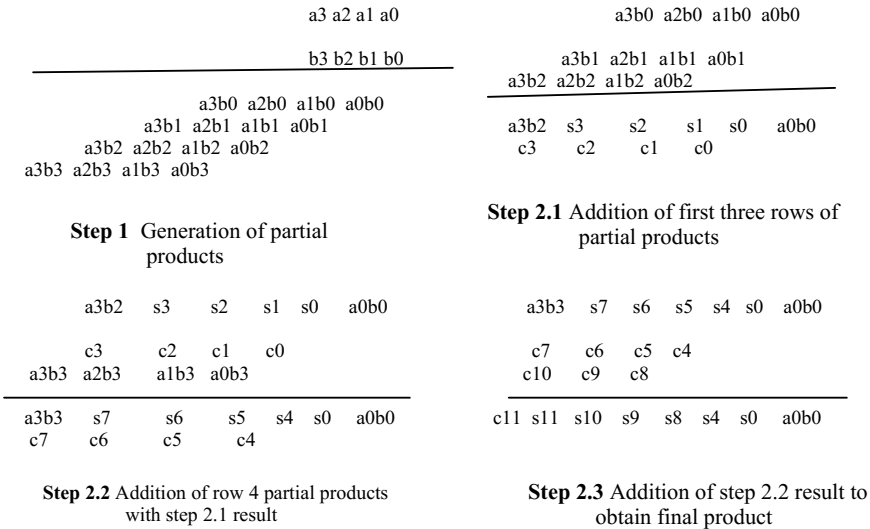 a3 a2 a1 a0
b3 b2 b1 b0
a3b0 a2b0 a1b0 a0b0
a3b1 a2b1 a1b1 a0b1
a3b2 a2b2 a1b2 a0b2
a3b3 a2b3 a1b3 a0b3
Step 1 Generation of partial
products
a3b0 a2b0 a1b0 a0b0
a3b1 a2b1 a1b1 a0b1
a3b2 a2b2 a1b2 a0b2
a3b2 s3 s2 s1 s0 a0b0
c3 c2 c1 c0
Step 2.1 Addition of first three rows of
partial products
a3b2 s3 s2 s1 s0 a0b0
c3 c2 c1 c0
a3b3 a2b3 a1b3 a0b3
a3b3 s7 s6 s5 s4 s0 a0b0
c7 c6 c5 c4
Step 2.2 Addition of row 4 partial products
with step 2.1 result
a3b3 s7 s6 s5 s4 s0 a0b0
c7 c6 c5 c4
c10 c9 c8
c11 s11 s10 s9 s8 s4 s0 a0b0
Step 2.3 Addition of step 2.2 result to
obtain final product